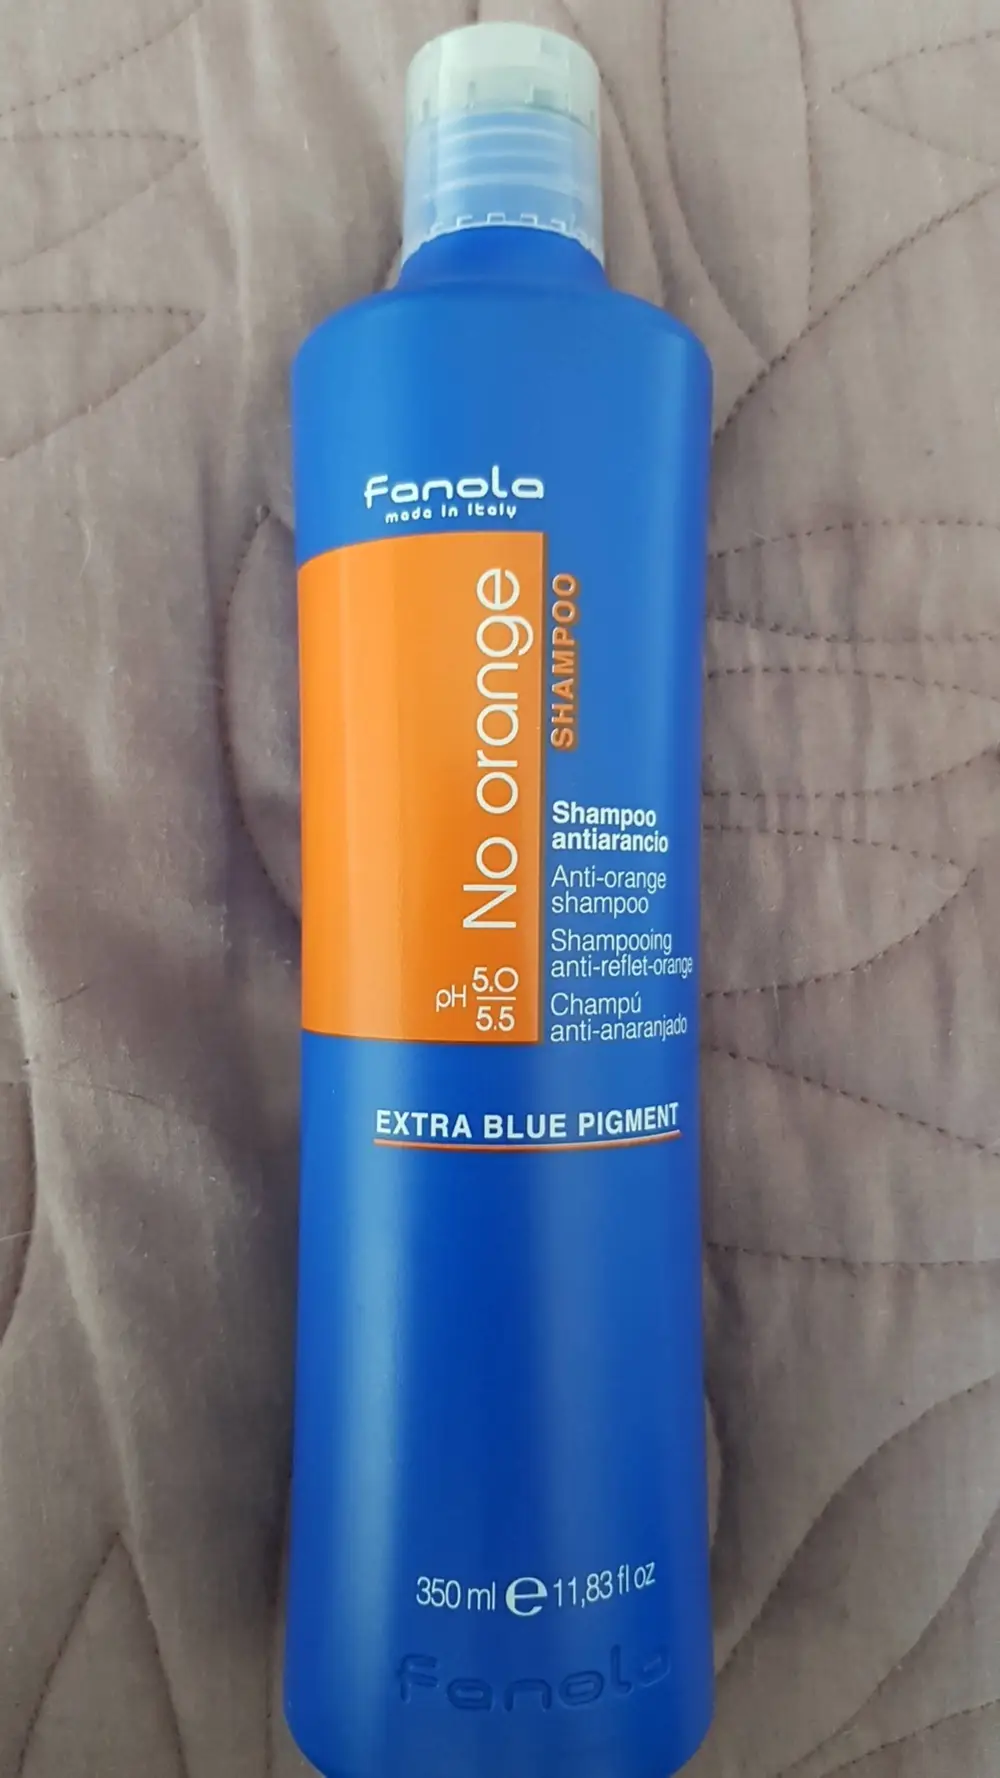 Fanola
made in Italy
No orange
SHAMPOO
pH 5.0
5.5
Shampoo
antiarancio
Anti-orange
shampoo
Shampooing
anti-reflet-orange
Champú
anti-anaranjado
EXTRA BLUE PIGMENT
350 ml e 11,83 fl oz
Fanola